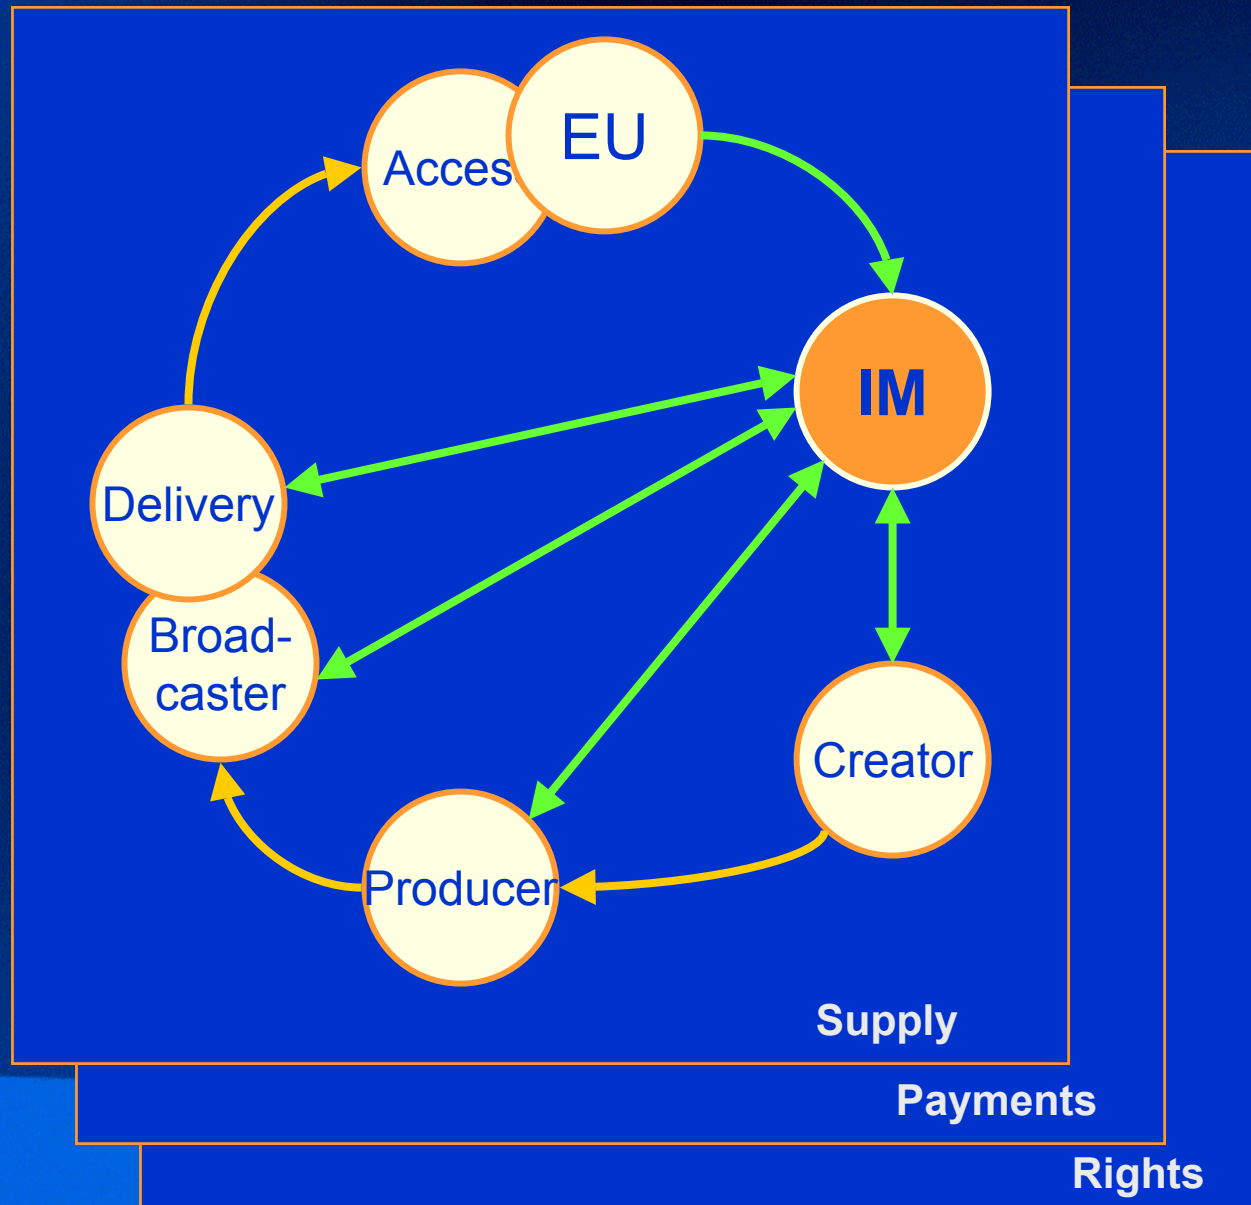 EU
Acces
IM
Delivery
Broad-
caster
Creator
Producer
Supply
Payments
Rights